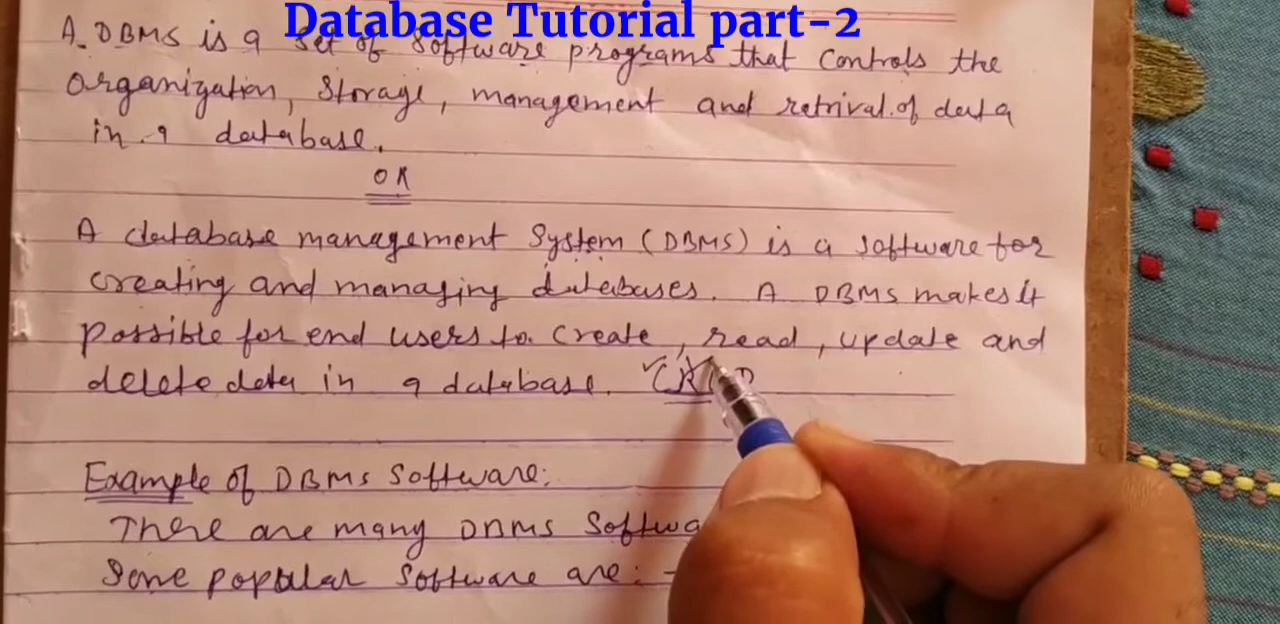 Database Tutorial part-2
A DBMS is a set of software programs that controls the
organization, storage, management and retrival of data
in a database.
OR
A database management system (DBMS) is a software for
creating and managing databases. A DBMS makes it
possible for end users to create, read, update and
delete data in a database.
Example of DBMS software:
There are many DBMS
Some popular software are: -